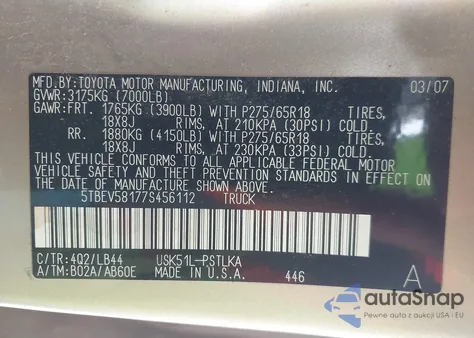 MFD.BY:TOYOTA MOTOR MANUFACTURING, INDIANA, INC. 03/07
GVWR:3175KG (7000LB)
GAWR:FRT. 1765KG (3900LB) WITH P275/65R18 TIRES,
18X8J RIMS, AT 210KPA (30PSI) COLD
RR. 1880KG (4150LB) WITH P275/65R18 TIRES,
18X8J RIMS, AT 230KPA (33PSI) COLD
THIS VEHICLE CONFORMS TO ALL APPLICABLE FEDERAL MOTOR
VEHICLE SAFETY AND BUMPER STANDARDS IN EFFECT ON THE
DATE OF MANUFACTURE SHOWN ABOVE.
5TBEV58177S456112 TRUCK
C/TR:4Q2/LB44 USK51L-PSTLKA
A/TM:B02A/AB60E MADE IN U.S.A. 446 A
autoSnap
Pewne auta z aukcji USA i EU